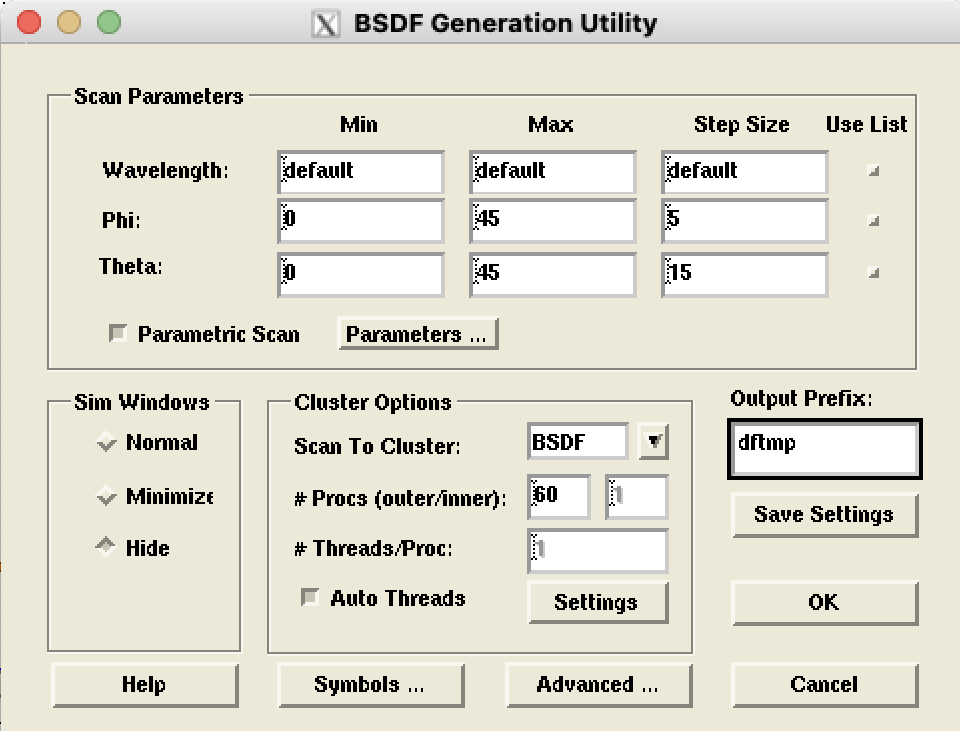 BSDF Generation Utility
Scan Parameters
Min Max Step Size Use List
Wavelength: default default default
Phi: 0 45 5
Theta: 0 45 15
Parametric Scan Parameters ...
Sim Windows
Normal
Minimize
Hide
Cluster Options
Scan To Cluster: BSDF
# Procs (outer/inner): 60 1
# Threads/Proc: 1
Auto Threads Settings
Output Prefix:
dftmp
Save Settings
OK
Help Symbols ... Advanced ... Cancel